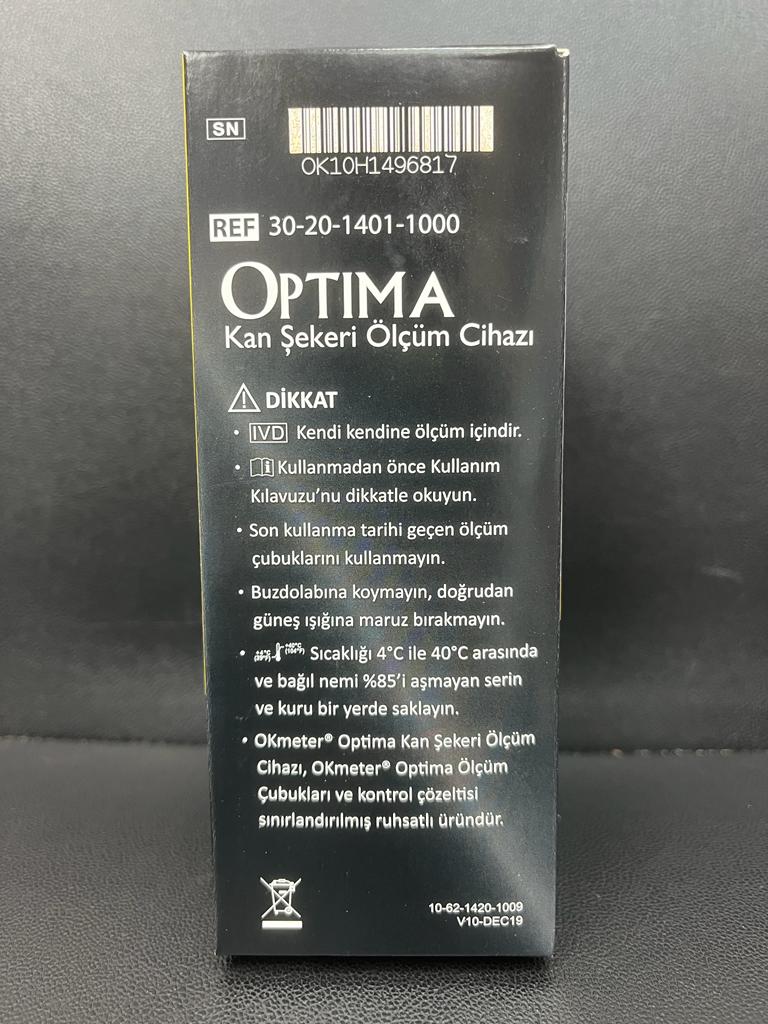 SN
OK10H1496817
REF 30-20-1401-1000
OPTIMA
Kan Şekeri Ölçüm Cihazı
DİKKAT
• IVD Kendi kendine ölçüm içindir.
• Kullanmadan önce Kullanım
Kılavuzu'nu dikkatle okuyun.
• Son kullanma tarihi geçen ölçüm
çubuklarını kullanmayın.
• Buzdolabına koymayın, doğrudan
güneş ışığına maruz bırakmayın.
• +4°C (39°F) +40°C (104°F) Sıcaklığı 4°C ile 40°C arasında
ve bağıl nemi %85'i aşmayan serin
ve kuru bir yerde saklayın.
• OKmeter® Optima Kan Şekeri Ölçüm
Cihazı, OKmeter® Optima Ölçüm
Çubukları ve kontrol çözeltisi
sınırlandırılmış ruhsatlı üründür.
10-62-1420-1009
V10-DEC19